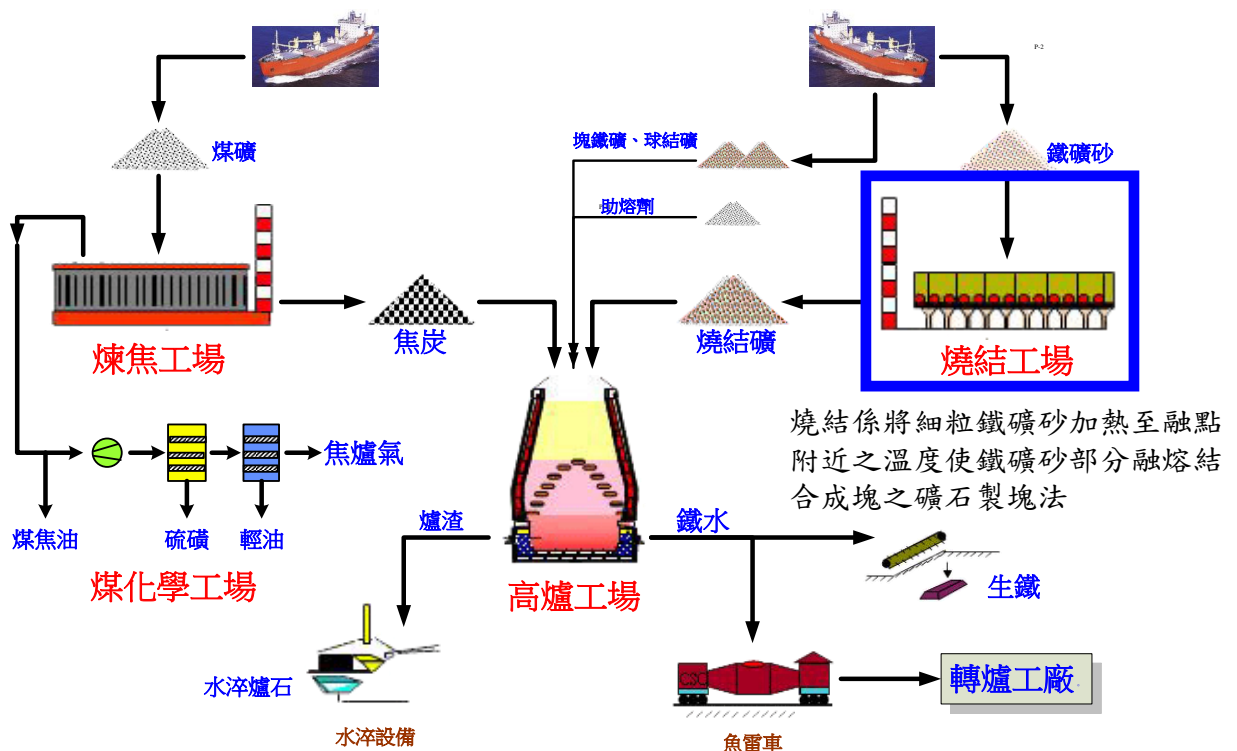 P-2
煤礦
塊鐵礦、球結礦
鐵礦砂
助熔劑
煉焦工場
焦炭
燒結礦
燒結工場
燒結係將細粒鐵礦砂加熱至融點
附近之溫度使鐵礦砂部分融熔結
合成塊之礦石製塊法
焦爐氣
煤焦油
硫磺
輕油
煤化學工場
爐渣
鐵水
高爐工場
生鐵
水淬爐石
水淬設備
CSC
魚雷車
轉爐工廠